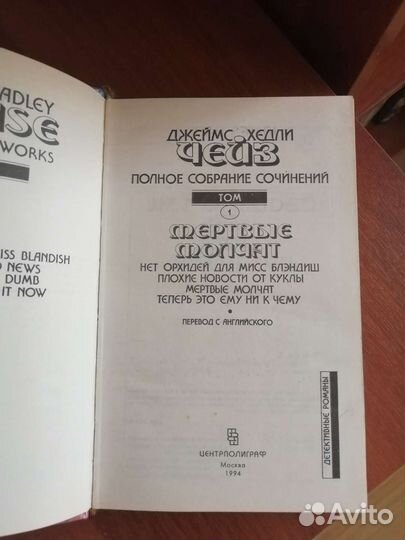 ADLEY
SE
WORKS
ISS BLANDISH
NEWS
DUMB
IT NOW
ДЖЕЙМС ХЕДЛИ
ЧЕЙЗ
ПОЛНОЕ СОБРАНИЕ СОЧИНЕНИЙ
ТОМ
1
МЕРТВЫЕ
МОЛЧАТ
НЕТ ОРХИДЕЙ ДЛЯ МИСС БЛЭНДИШ
ПЛОХИЕ НОВОСТИ ОТ КУКЛЫ
МЕРТВЫЕ МОЛЧАТ
ТЕПЕРЬ ЭТО ЕМУ НИ К ЧЕМУ
ПЕРЕВОД С АНГЛИЙСКОГО
ДЕТЕКТИВНЫЕ РОМАНЫ
ЦЕНТРПОЛИГРАФ
Москва
1994
Avito